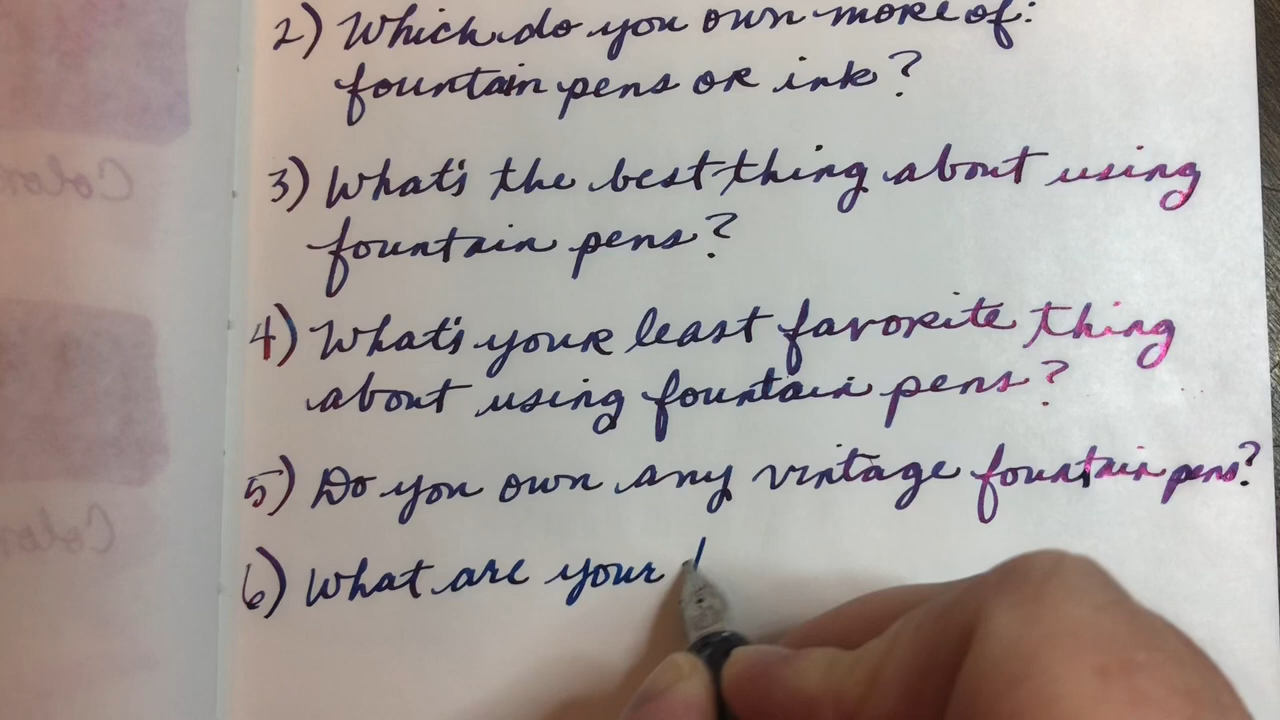 2) Which do you own more of:
fountain pens or ink?
3) What's the best thing about using
fountain pens?
4) What's your least favorite thing
about using fountain pens?
5) Do you own any vintage fountain pens?
6) What are your
Color
Color